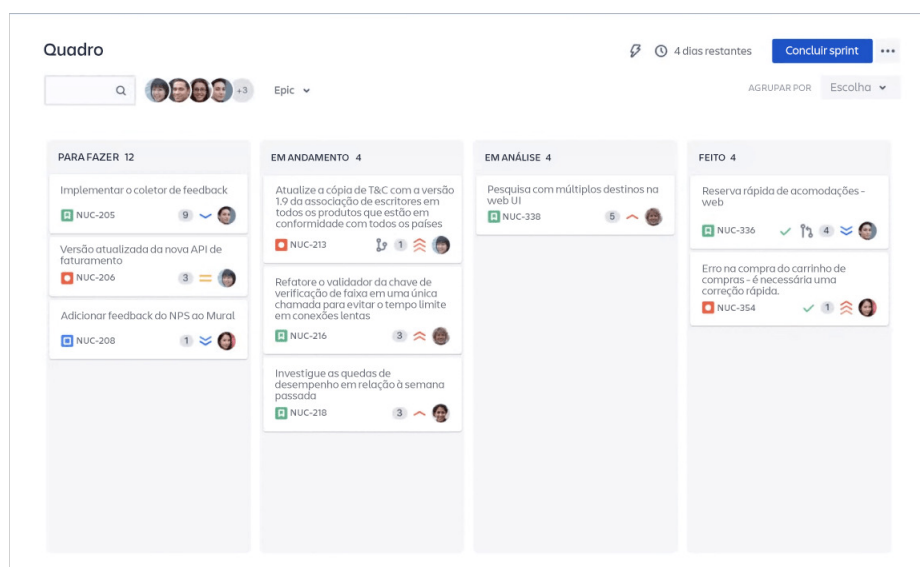 Quadro
4 dias restantes
Concluir sprint
+3
Epic
AGRUPAR POR
Escolha
PARA FAZER 12
Implementar o coletor de feedback
NUC-205
9
Versão atualizada da nova API de
faturamento
NUC-206
3
Adicionar feedback do NPS ao Mural
NUC-208
1
EM ANDAMENTO 4
Atualize a cópia de T&C com a versão
1.9 da associação de escritores em
todos os produtos que estão em
conformidade com todos os países
NUC-213
1
Refatore o validador da chave de
verificação de faixa em uma única
chamada para evitar o tempo limite
em conexões lentas
NUC-216
3
Investigue as quedas de
desempenho em relação à semana
passada
NUC-218
3
EM ANÁLISE 4
Pesquisa com múltiplos destinos na
web UI
NUC-338
5
FEITO 4
Reserva rápida de acomodações -
web
NUC-336
4
Erro na compra do carrinho de
compras - é necessária uma
correção rápida.
NUC-354
1